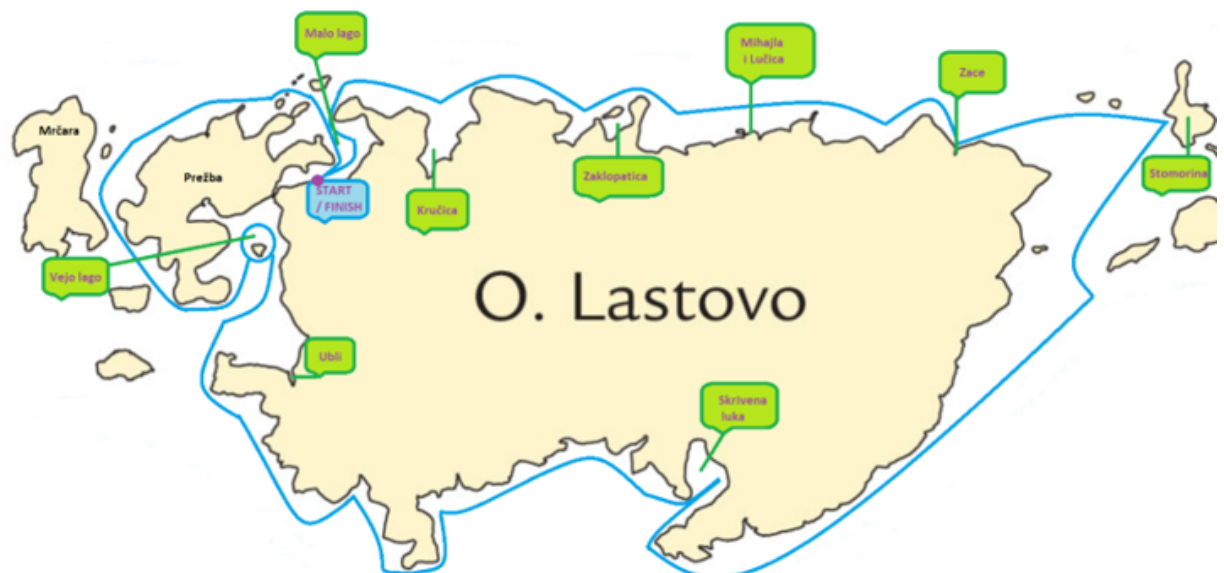 Malo lago
Mihajla
i Lučica
Zace
Mrčara
Prežba
START
/ FINISH
Kručica
Zaklopatica
Stomorina
Vejo lago
O. Lastovo
Ubli
Skrivena
luka